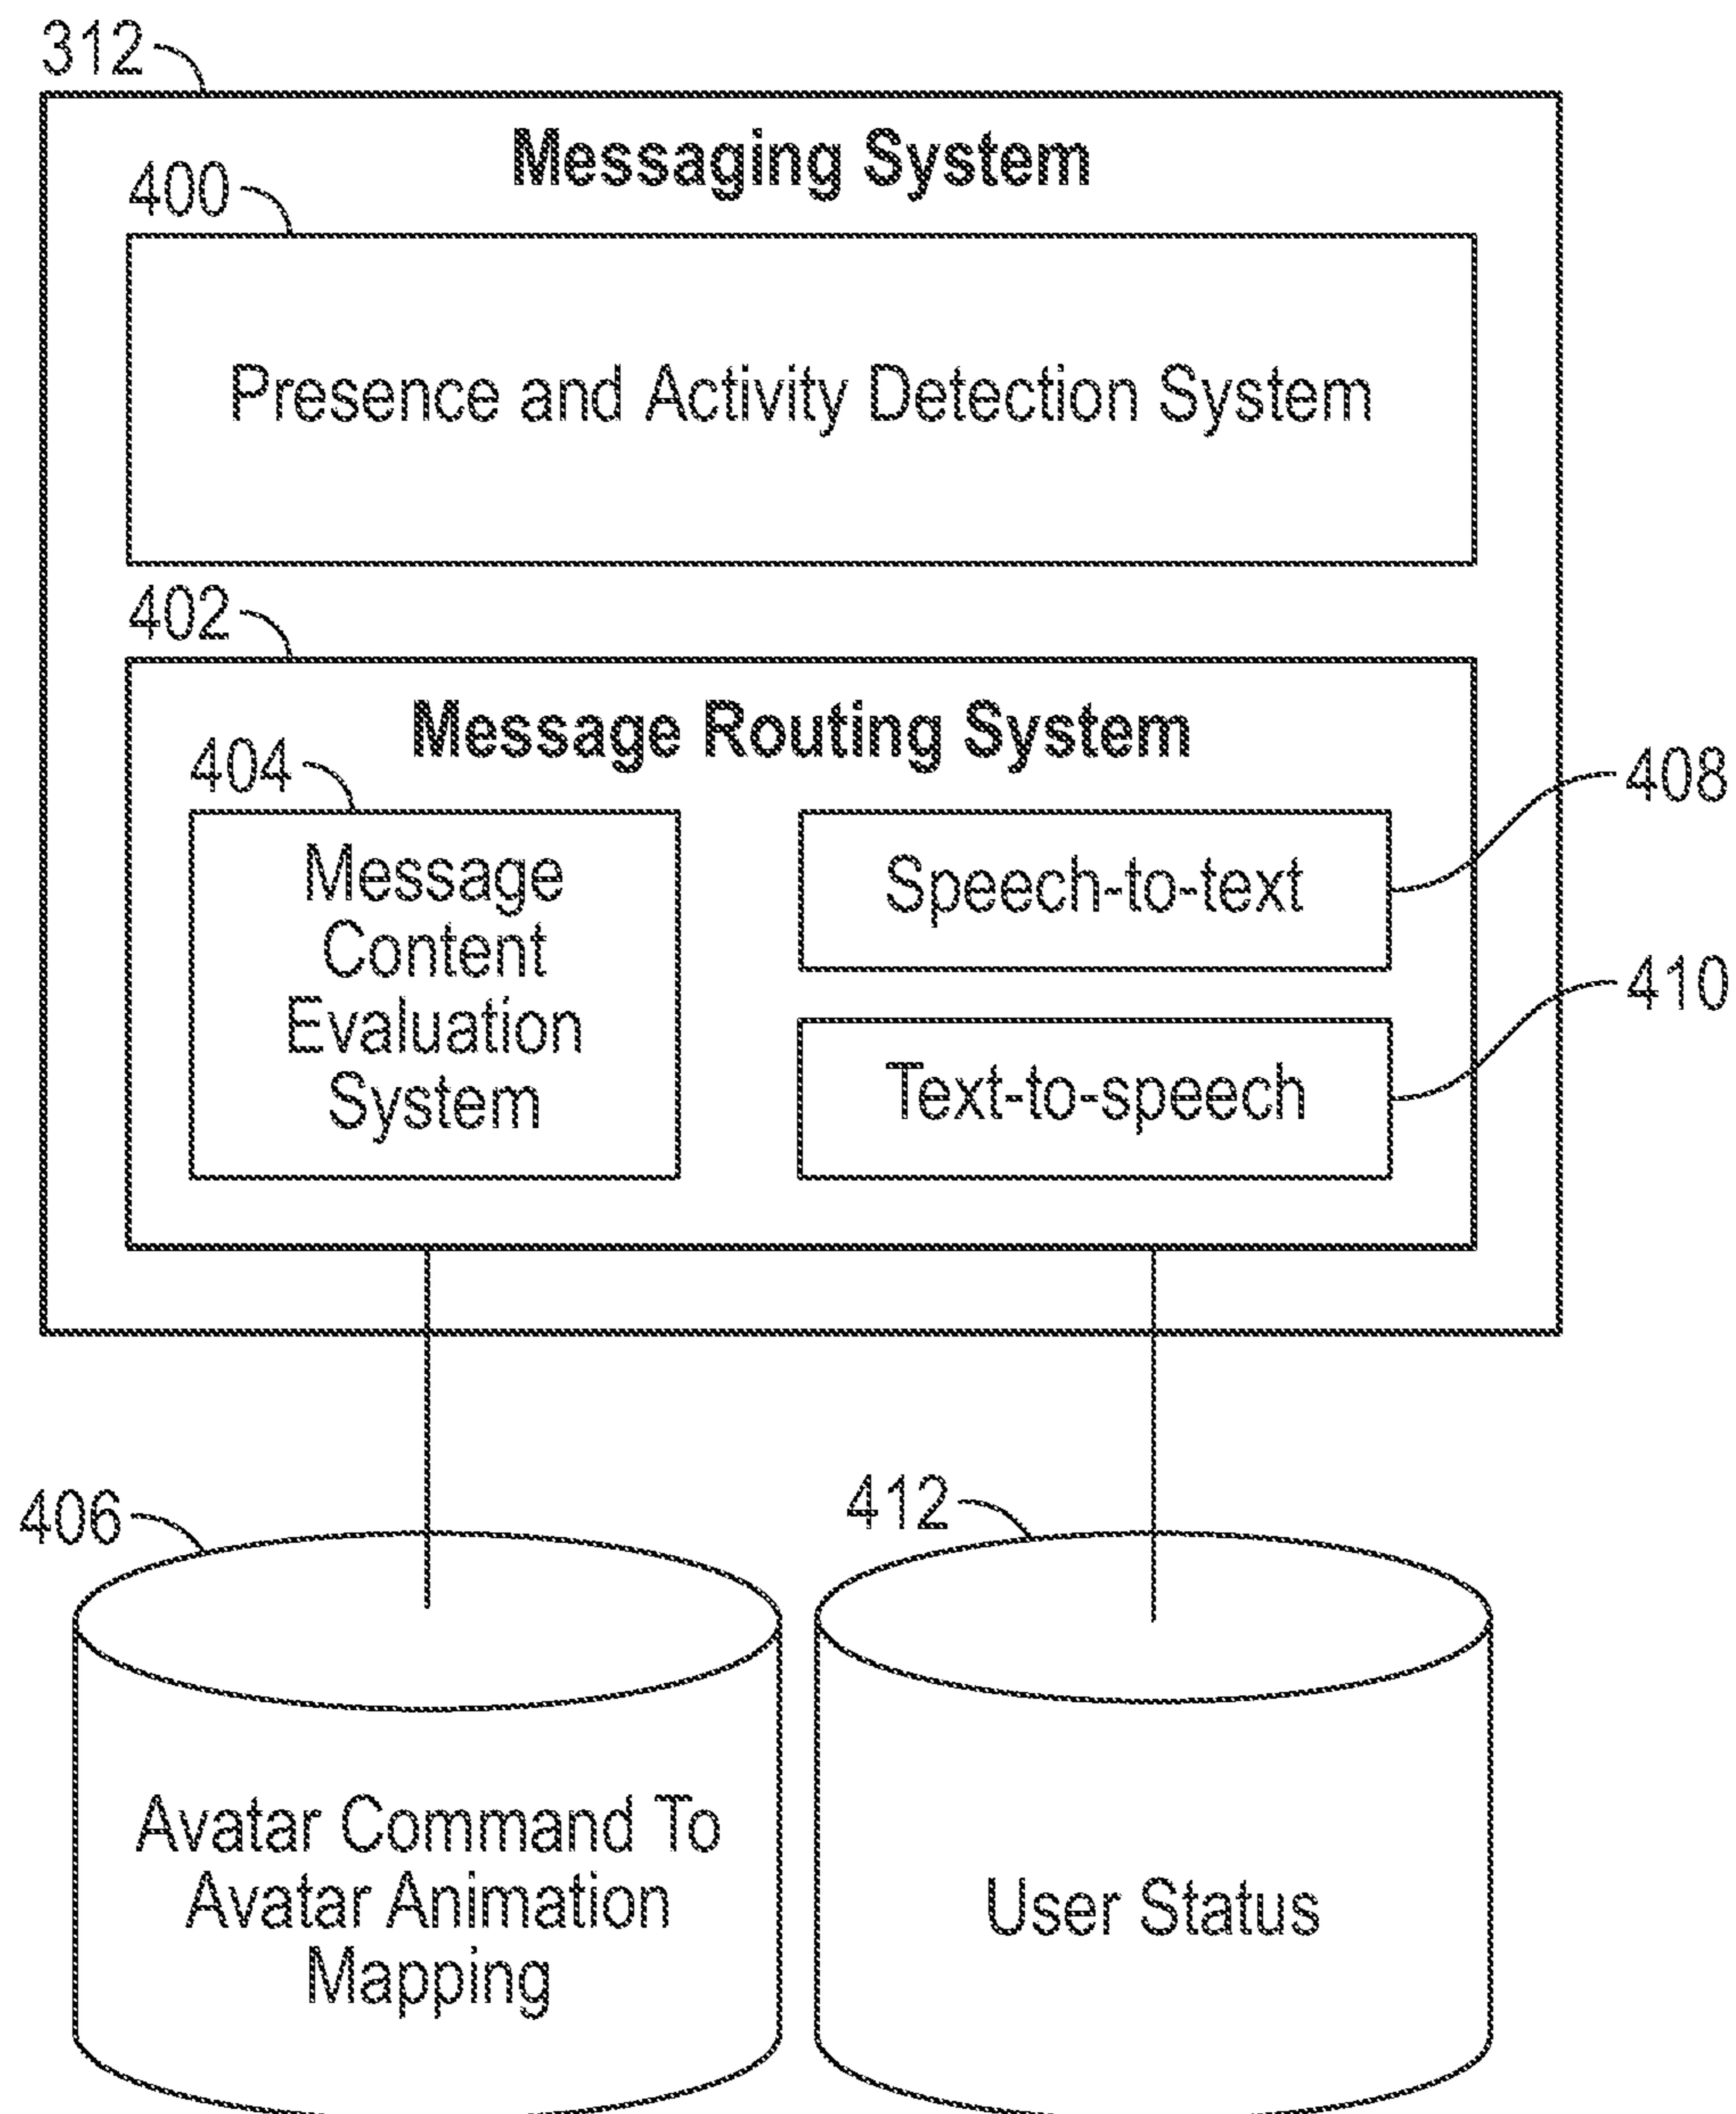 312
Messaging System
400
Presence and Activity Detection System
402
Message Routing System
404
Message
Content
Evaluation
System
Speech-to-text
408
Text-to-speech
410
406
Avatar Command To
Avatar Animation
Mapping
412
User Status